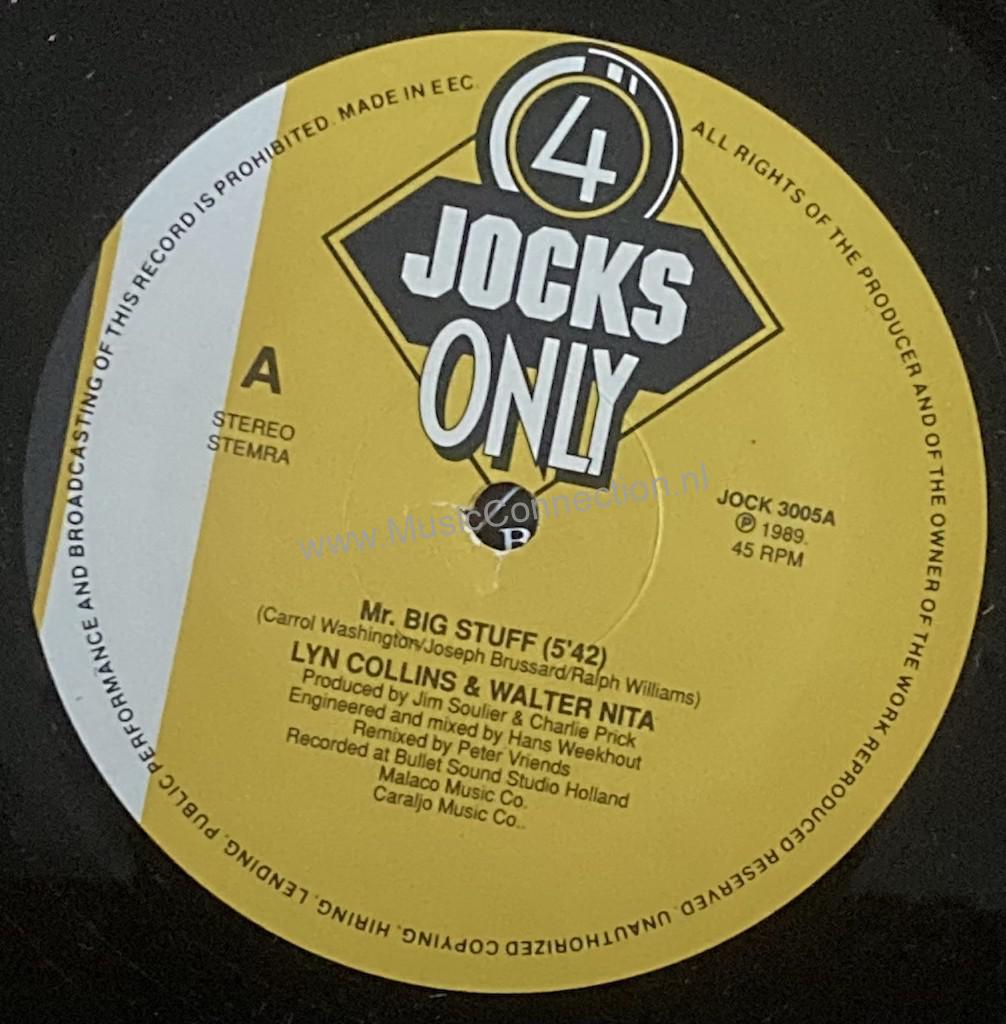 4
JOCKS
ONLY
A
STEREO
STEMRA
JOCK 3005A
Ⓟ 1989.
45 RPM
www.MusicConnection.nl
B
Mr. BIG STUFF (5'42)
(Carrol Washington/Joseph Brussard/Ralph Williams)
LYN COLLINS & WALTER NITA
Produced by Jim Soulier & Charlie Prick
Engineered and mixed by Hans Weekhout
Remixed by Peter Vriends
Recorded at Bullet Sound Studio Holland
Malaco Music Co.
Caraljo Music Co..
ALL RIGHTS OF THE PRODUCER AND OF THE OWNER OF THE WORK REPRODUCED RESERVED. UNAUTHORIZED COPYING, HIRING, LENDING, PUBLIC PERFORMANCE AND BROADCASTING OF THIS RECORD IS PROHIBITED. MADE IN EEC.